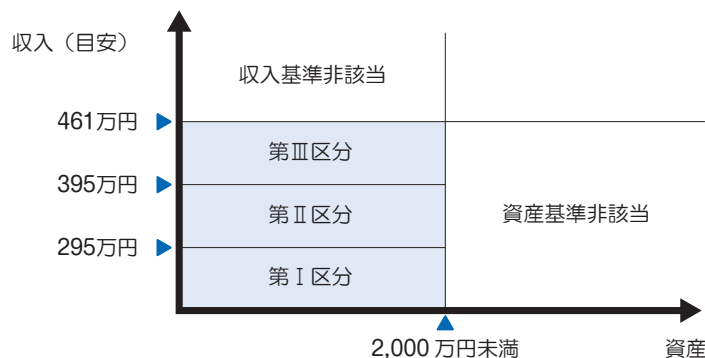 収入（目安）
収入基準非該当
461万円
第Ⅲ区分
395万円
第Ⅱ区分
資産基準非該当
295万円
第Ⅰ区分
2,000 万円未満
資産